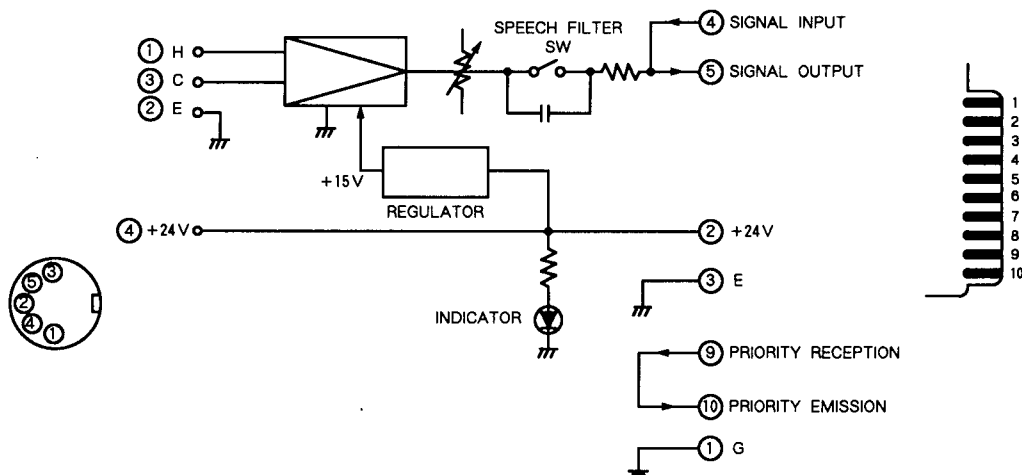 SPEECH FILTER
SW
④ SIGNAL INPUT
① H
③ C
② E
⑤ SIGNAL OUTPUT
+15V
REGULATOR
④ +24V
② +24V
③ E
INDICATOR
⑨ PRIORITY RECEPTION
⑩ PRIORITY EMISSION
① G
③
⑤
②
④
①
1
2
3
4
5
6
7
8
9
10